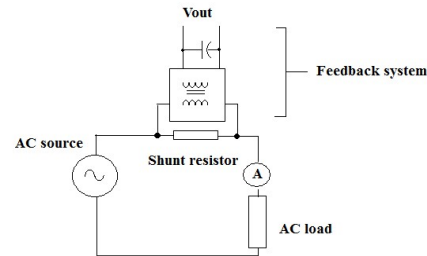 Vout
Feedback system
AC source
Shunt resistor
A
AC load